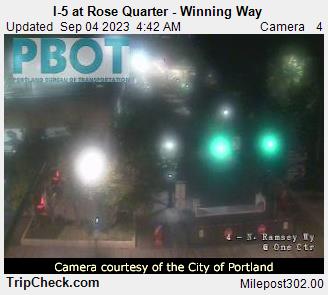 I-5 at Rose Quarter - Winning Way
Updated Sep 04 2023 4:42 AM Camera 4
PBOT
PORTLAND BUREAU OF TRANSPORTATION
4 - N. Ramsey Wy
@ One Ctr
Camera courtesy of the City of Portland
TripCheck.com Milepost302.00